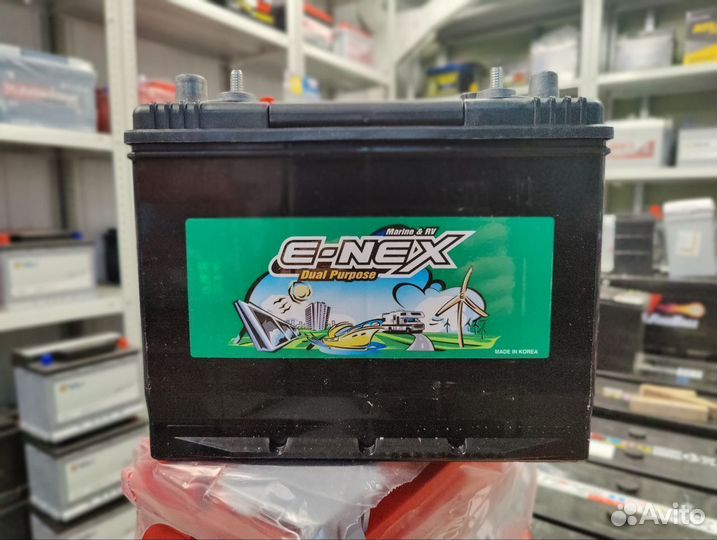 Marine & RV
E-NEX
Dual Purpose
MADE IN KOREA
Avito